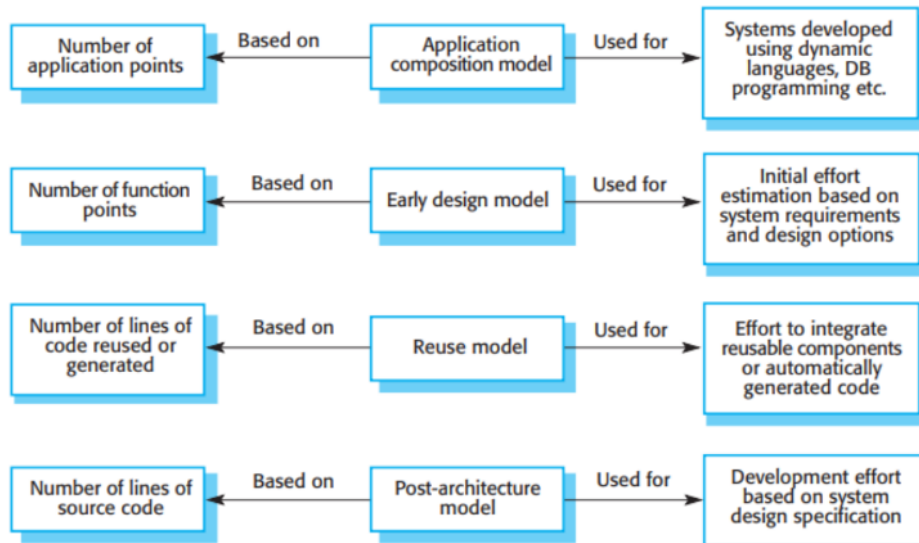 Number of
application points
Based on
Application
composition model
Used for
Systems developed
using dynamic
languages, DB
programming etc.
Number of function
points
Based on
Early design model
Used for
Initial effort
estimation based on
system requirements
and design options
Number of lines of
code reused or
generated
Based on
Reuse model
Used for
Effort to integrate
reusable components
or automatically
generated code
Number of lines of
source code
Based on
Post-architecture
model
Used for
Development effort
based on system
design specification